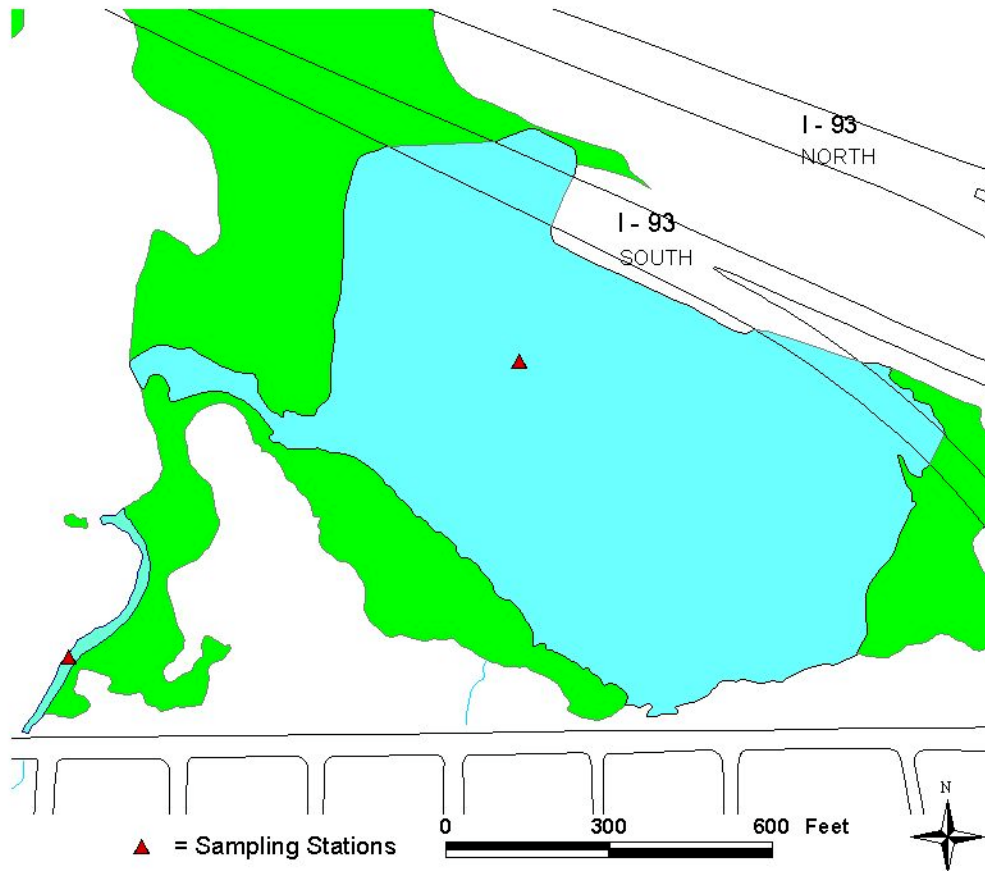 I - 93
NORTH
I - 93
SOUTH
N
0 300 600 Feet
= Sampling Stations